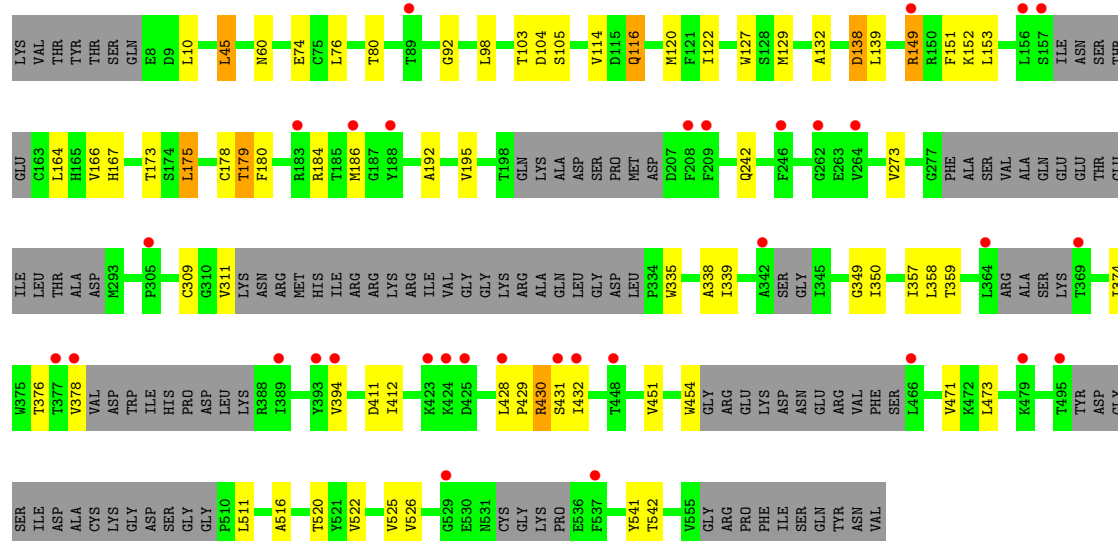 LYS VAL THR TYR THR SER GLN E8 D9 L10 L45 N60 E74 C75 L76 T80 T89 G92 L98 T103 D104 S105 V114 D115 Q116 M120 F121 I122 W127 S128 M129 A132 D138 L139 R149 R150 F151 K152 L153 L156 S157 ILE ASN SER THR
GLU C163 L164 H165 V166 H167 T173 S174 L175 C178 T179 F180 R183 R184 T185 M186 G187 Y188 A192 V195 T198 GLN LYS ALA ASP SER PRO MET ASP D207 F208 F209 Q242 F246 G262 E263 V264 V273 G277 PHE ALA SER VAL ALA GLN GLU GLU THR GLU
ILE LEU THR ALA ASP M293 P305 C309 G310 V311 LYS ASN ARG MET HIS ILE ARG ARG LYS ARG ILE VAL GLY GLY LYS ARG ALA GLN LEU GLY ASP LEU P334 W335 A338 I339 A342 SER GLY I345 G349 I350 I357 L358 T359 L364 ARG ALA SER LYS T369 I374
W375 T376 T377 V378 VAL ASP TRP ILE HIS PRO ASP LEU LYS R388 I389 Y393 V394 D411 I412 K423 K424 D425 L428 P429 R430 S431 I432 T448 V451 W454 GLY ARG GLU LYS ASP ASN GLU ARG VAL PHE SER L466 V471 K472 L473 K479 T495 TYR ASP GLY
SER ILE ASP ALA CYS LYS GLY ASP SER GLY GLY P510 L511 A516 T520 Y521 V522 V525 V526 G529 E530 N531 CYS GLY LYS PRO E536 F537 Y541 T542 V555 GLY ARG PRO PHE ILE SER GLN TYR ASN VAL